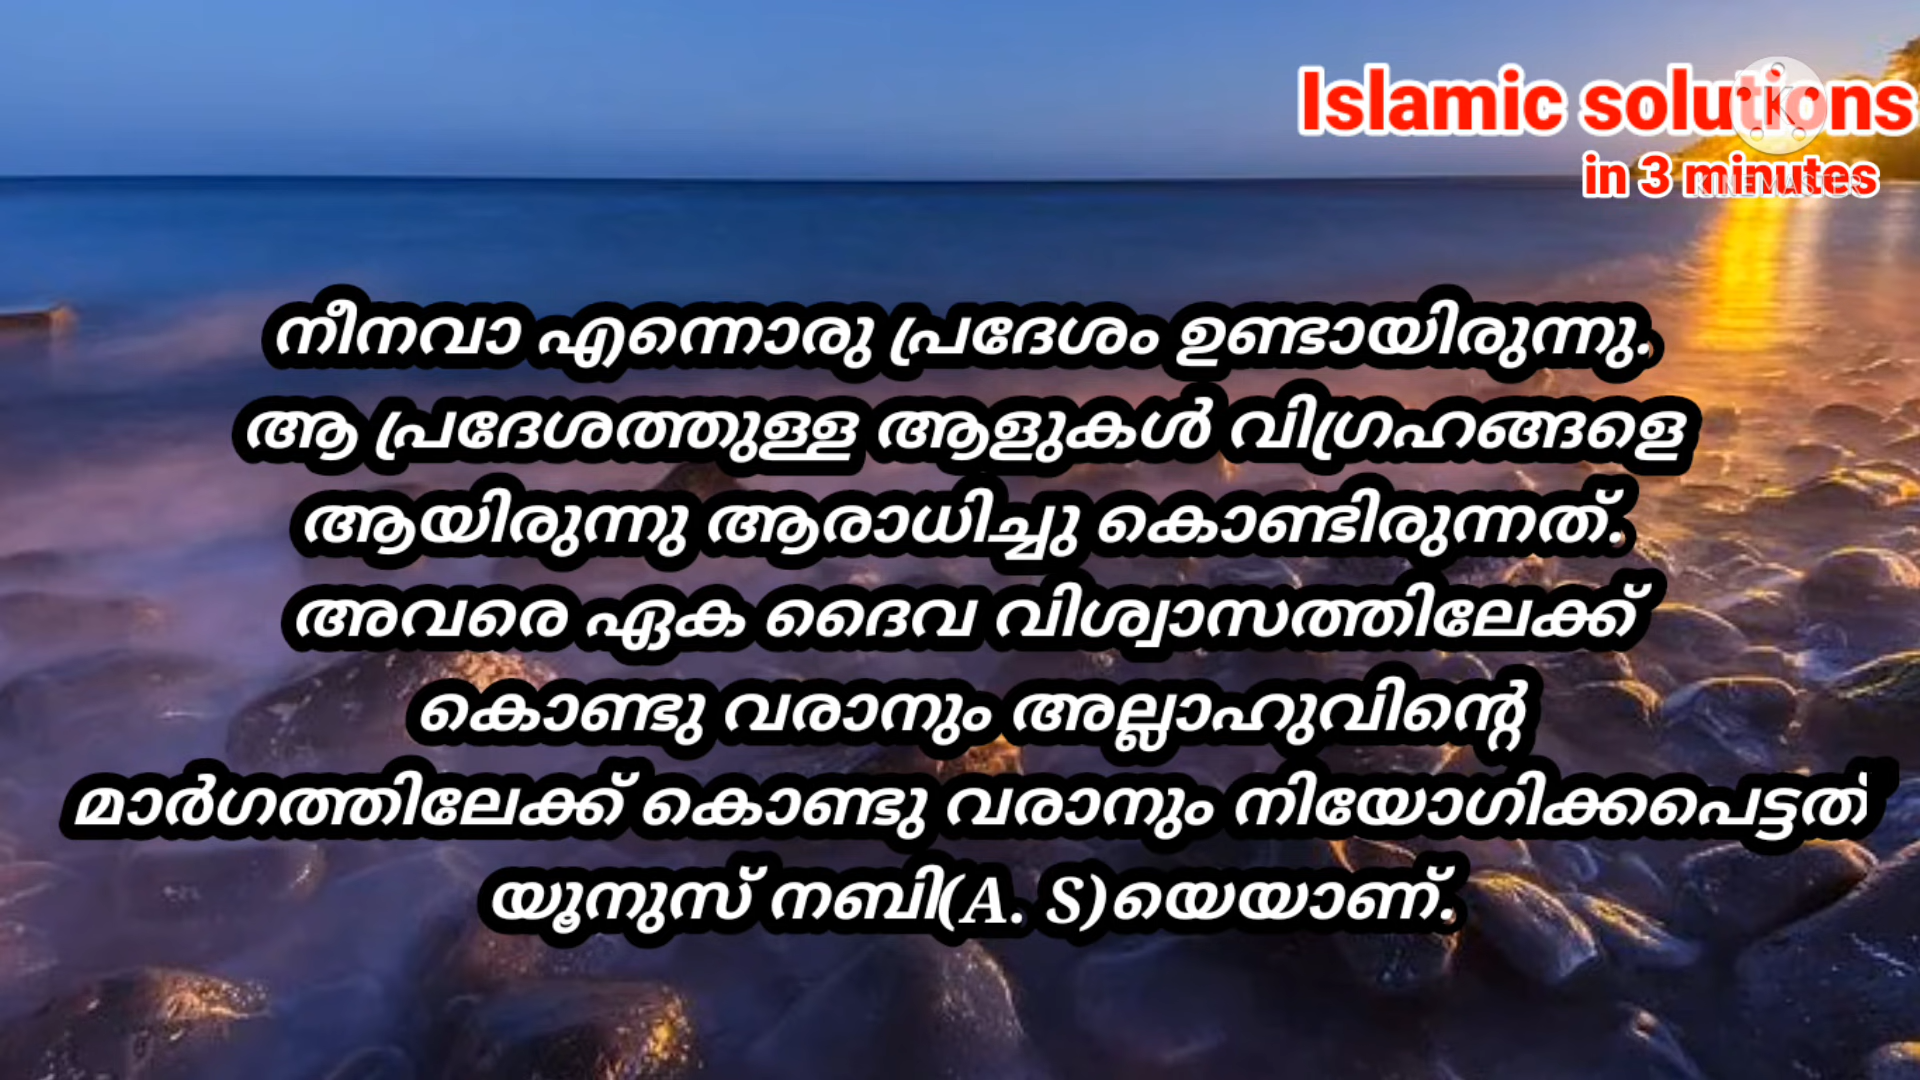 Islamic solutions
in 3 minutes
KINEMASTER
നീനവാ എന്നൊരു പ്രദേശം ഉണ്ടായിരുന്നു.
ആ പ്രദേശത്തുള്ള ആളുകൾ വിഗ്രഹങ്ങളെ
ആയിരുന്നു ആരാധിച്ചു കൊണ്ടിരുന്നത്.
അവരെ ഏക ദൈവ വിശ്വാസത്തിലേക്ക്
കൊണ്ടു വരാനും അല്ലാഹുവിന്റെ
മാർഗത്തിലേക്ക് കൊണ്ടു വരാനും നിയോഗിക്കപെട്ടത്
യൂനുസ് നബി(A. S)യെയാണ്.